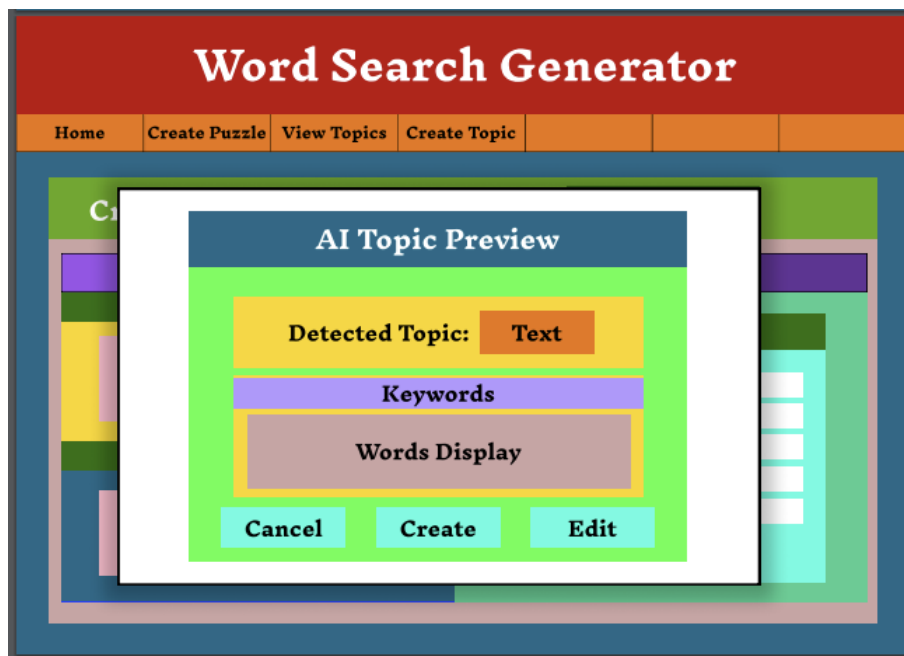 Word Search Generator
Home Create Puzzle View Topics Create Topic
AI Topic Preview
Detected Topic: Text
Keywords
Words Display
Cancel Create Edit